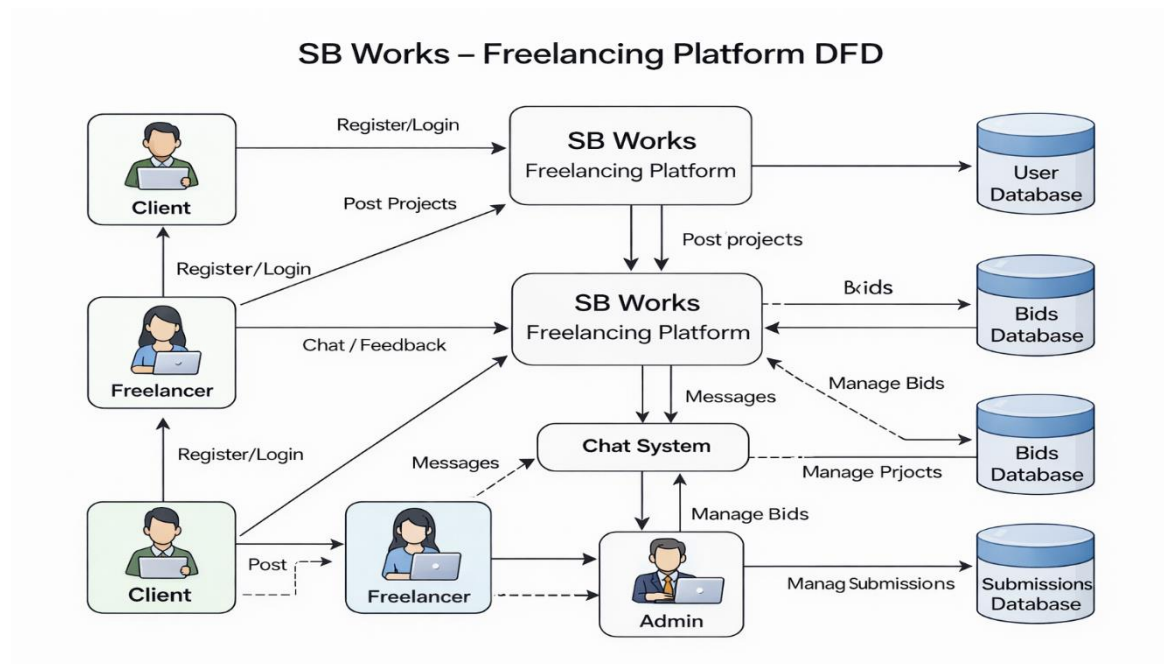 SB Works – Freelancing Platform DFD
Register/Login
SB Works
Freelancing Platform
User
Database
Client
Post Projects
Post projects
Register/Login
SB Works
Freelancing Platform
Bids
Bids
Database
Chat / Feedback
Freelancer
Manage Bids
Messages
Chat System
Bids
Database
Register/Login
Messages
Manage Prjocts
Manage Bids
Post
Client
Freelancer
Admin
Manag Submissions
Submissions
Database